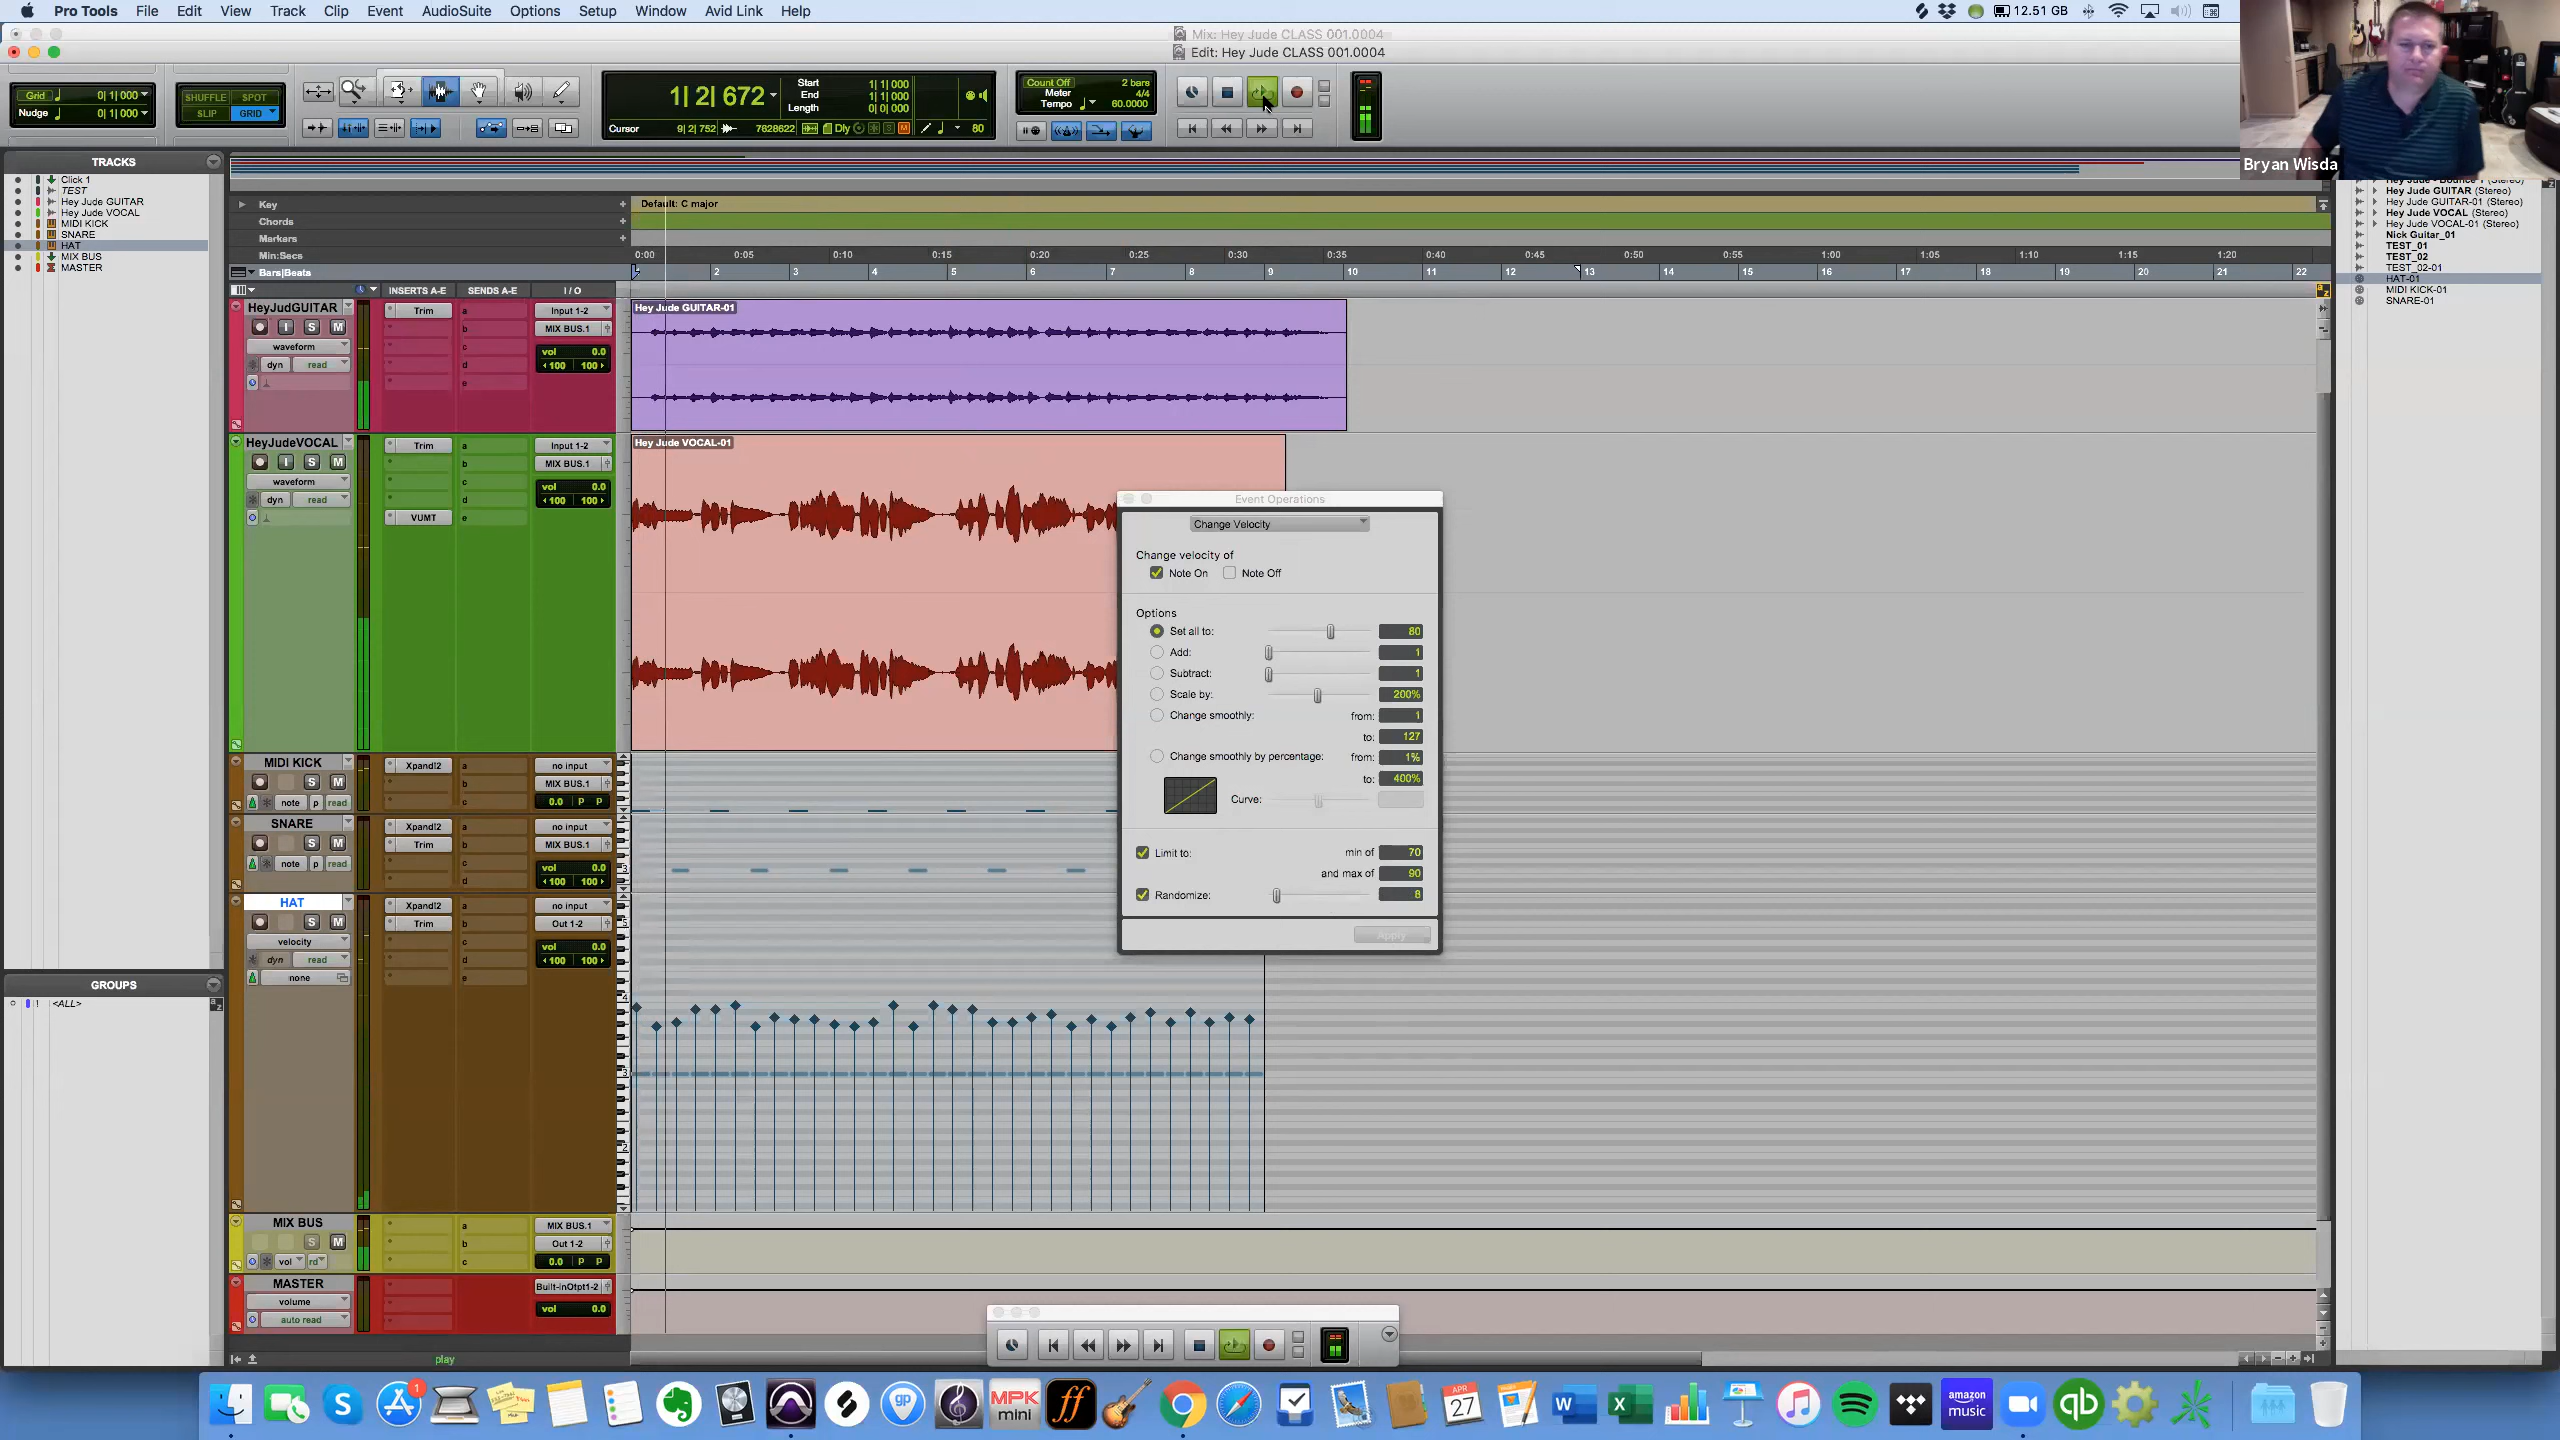 Pro Tools File Edit View Track Clip Event AudioSuite Options Setup Window Avid Link Help 12.51 GB
Mix: Hey Jude CLASS 001.0004
Edit: Hey Jude CLASS 001.0004
Bryan Wisda
Grid 0| 1| 000
Nudge 0| 1| 000
SHUFFLE SPOT
SLIP GRID
1| 2| 672
Start 1| 1| 000
End 1| 1| 000
Length 0| 0| 000
Cursor 9| 2| 752 7628622 Dly S M 80
Count Off 2 bars
Meter 4/4
Tempo 60.0000
TRACKS
Click 1
TEST
Hey Jude GUITAR
Hey Jude VOCAL
MIDI KICK
SNARE
HAT
MIX BUS
MASTER
GROUPS
! <ALL>
Key Default: C major
Chords
Markers
Min:Secs 0:00 0:05 0:10 0:15 0:20 0:25 0:30 0:35 0:40 0:45 0:50 0:55 1:00 1:05 1:10 1:15 1:20
Bars|Beats 2 3 4 5 6 7 8 9 10 11 12 13 14 15 16 17 18 19 20 21 22
INSERTS A-E SENDS A-E I / O
HeyJudGUITAR Trim a Input 1-2
I S M b MIX BUS.1
waveform c vol 0.0
dyn read d 100 100
e
Hey Jude GUITAR-01
HeyJudeVOCAL Trim a Input 1-2
I S M b MIX BUS.1
waveform c vol 0.0
dyn read d 100 100
VUMT e
Hey Jude VOCAL-01
MIDI KICK Xpand!2 a no input
S M b MIX BUS.1
note p read c 0.0 P P
SNARE Xpand!2 a no input
S M Trim b MIX BUS.1
note p read c vol 0.0
d 100 100
HAT Xpand!2 a no input
S M Trim b Out 1-2
velocity c vol 0.0
dyn read d 100 100
none e
MIX BUS a MIX BUS.1
S M b Out 1-2
vol rd c 0.0 P P
MASTER Built-inOtpt1-2
volume vol 0.0
auto read
play
Event Operations
Change Velocity
Change velocity of
Note On Note Off
Options
Set all to: 80
Add: 1
Subtract: 1
Scale by: 200%
Change smoothly: from: 1
to: 127
Change smoothly by percentage: from: 1%
to: 400%
Curve:
Limit to: min of 70
and max of 90
Randomize: 8
Apply
Hey Jude GUITAR (Stereo)
Hey Jude GUITAR-01 (Stereo)
Hey Jude VOCAL (Stereo)
Hey Jude VOCAL-01 (Stereo)
Nick Guitar_01
TEST_01
TEST_02
TEST_02-01
HAT-01
MIDI KICK-01
SNARE-01
1
gp
MPK
mini
ff
APR
27
W
X
amazon
music
qb